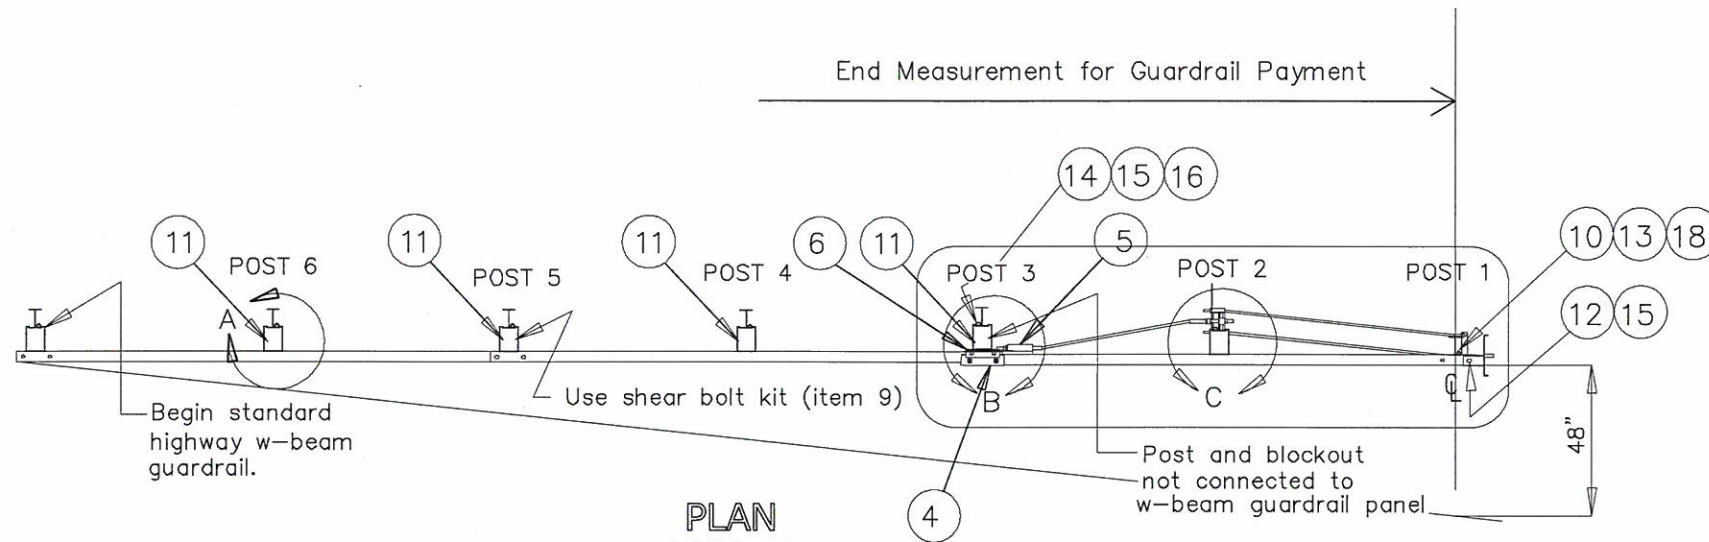 End Measurement for Guardrail Payment
14 15 16
11
11
11
6
11
5
10 13 18
POST 6
POST 5
POST 4
POST 3
POST 2
POST 1
12 15
A
B
C
CL
48"
Use shear bolt kit (item 9)
Begin standard
highway w-beam
guardrail.
Post and blockout
not connected to
w-beam guardrail panel
4
PLAN